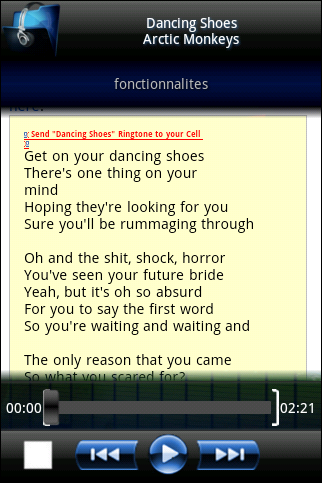 Dancing Shoes
Arctic Monkeys
fonctionnalites
here.
Send "Dancing Shoes" Ringtone to your Cell
Get on your dancing shoes
There's one thing on your
mind
Hoping they're looking for you
Sure you'll be rummaging through
Oh and the shit, shock, horror
You've seen your future bride
Yeah, but it's oh so absurd
For you to say the first word
So you're waiting and waiting and
The only reason that you came
So what you scared for?
00:00
02:21